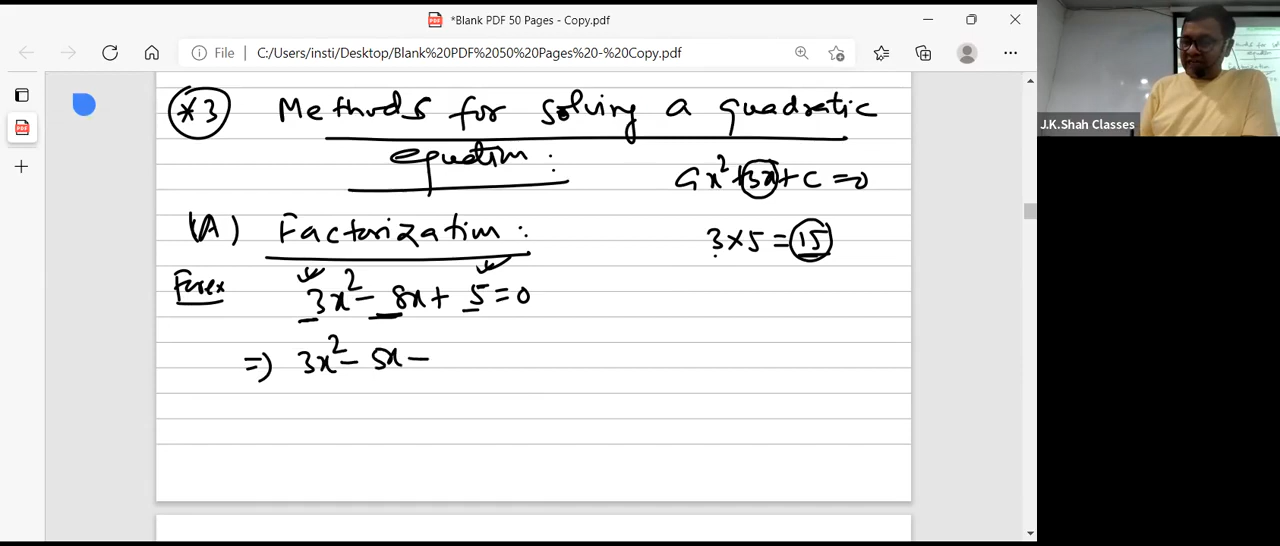 *Blank PDF 50 Pages - Copy.pdf
File | C:/Users/insti/Desktop/Blank%20PDF%2050%20Pages%20-%20Copy.pdf
*3 Methods for solving a quadratic
equation :
ax²+bx+c=0
(A) Factorization :
3×5=15
For ex 3x²-8x+5=0
⇒) 3x²-5x-
J.K.Shah Classes